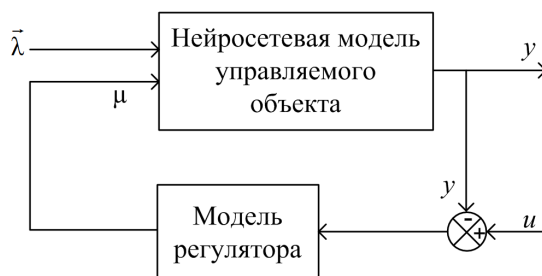 λ⃗
Нейросетевая модель
управляемого
объекта
y
μ
y
Модель
регулятора
-
+
u